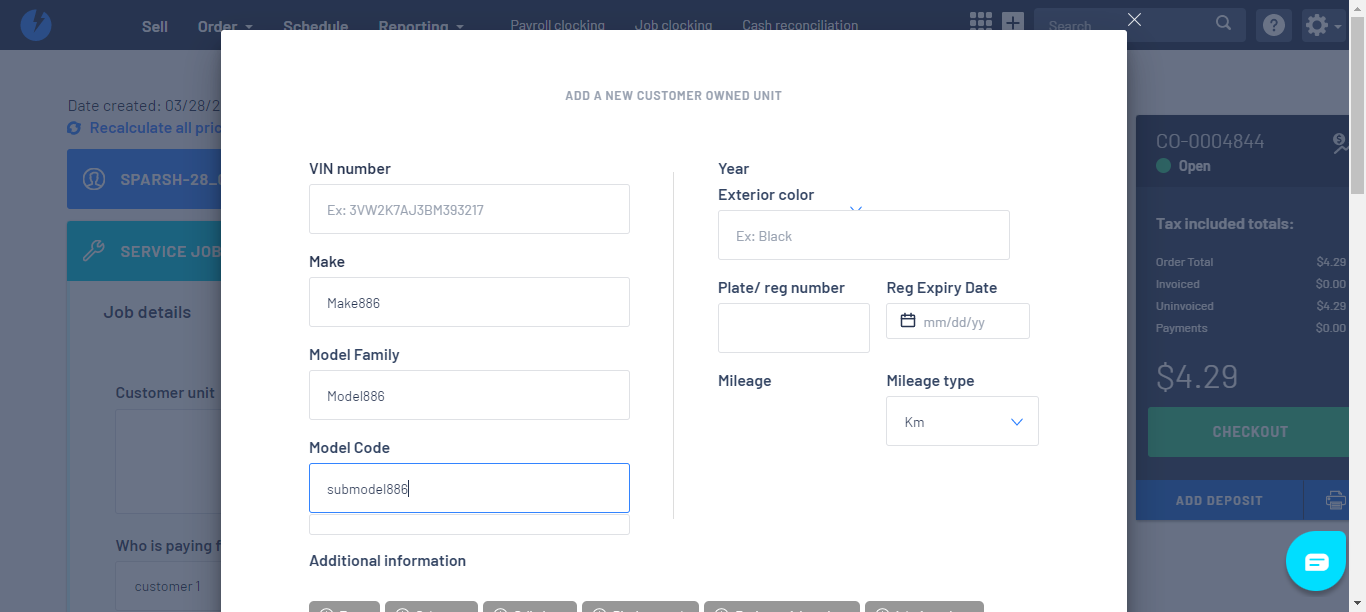 Sell Order Schedule Reporting Payroll clocking Job clocking Cash reconciliation Search
Date created: 03/28/2
Recalculate all pric
SPARSH-28_
SERVICE JOB
Job details
Customer unit
Who is paying f
customer 1
ADD A NEW CUSTOMER OWNED UNIT
VIN number
Ex: 3VW2K7AJ3BM393217
Make
Make886
Model Family
Model886
Model Code
submodel886
Additional information
Year
Exterior color
Ex: Black
Plate/ reg number Reg Expiry Date
mm/dd/yy
Mileage Mileage type
Km
CO-0004844
Open
Tax included totals:
Order Total $4.29
Invoiced $0.00
Uninvoiced $4.29
Payments $0.00
$4.29
CHECKOUT
ADD DEPOSIT